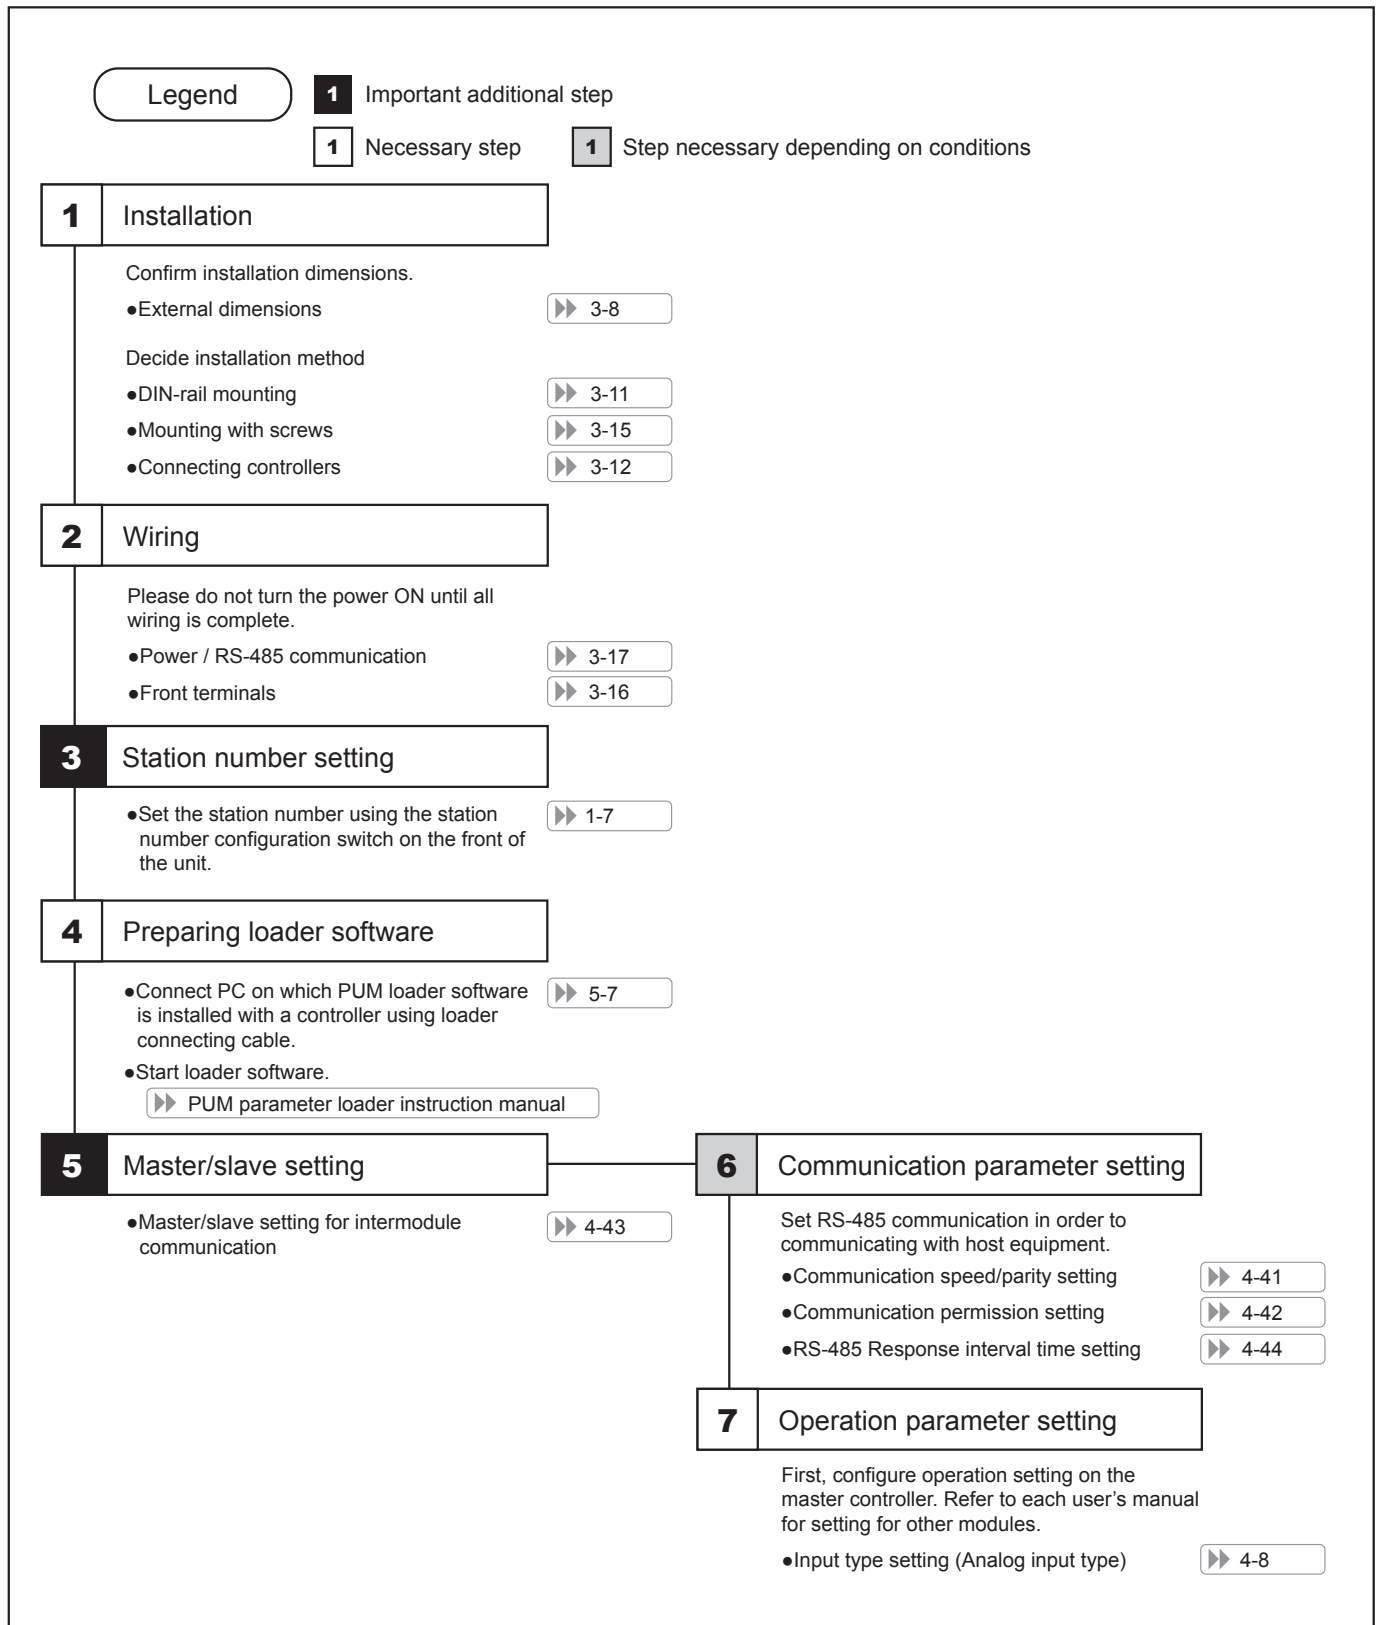 Legend
1 Important additional step
1 Necessary step
1 Step necessary depending on conditions
1 Installation
Confirm installation dimensions.
●External dimensions 3-8
Decide installation method
●DIN-rail mounting 3-11
●Mounting with screws 3-15
●Connecting controllers 3-12
2 Wiring
Please do not turn the power ON until all
wiring is complete.
●Power / RS-485 communication 3-17
●Front terminals 3-16
3 Station number setting
●Set the station number using the station 1-7
number configuration switch on the front of
the unit.
4 Preparing loader software
●Connect PC on which PUM loader software 5-7
is installed with a controller using loader
connecting cable.
●Start loader software.
PUM parameter loader instruction manual
5 Master/slave setting
●Master/slave setting for intermodule 4-43
communication
6 Communication parameter setting
Set RS-485 communication in order to
communicating with host equipment.
●Communication speed/parity setting 4-41
●Communication permission setting 4-42
●RS-485 Response interval time setting 4-44
7 Operation parameter setting
First, configure operation setting on the
master controller. Refer to each user’s manual
for setting for other modules.
●Input type setting (Analog input type) 4-8